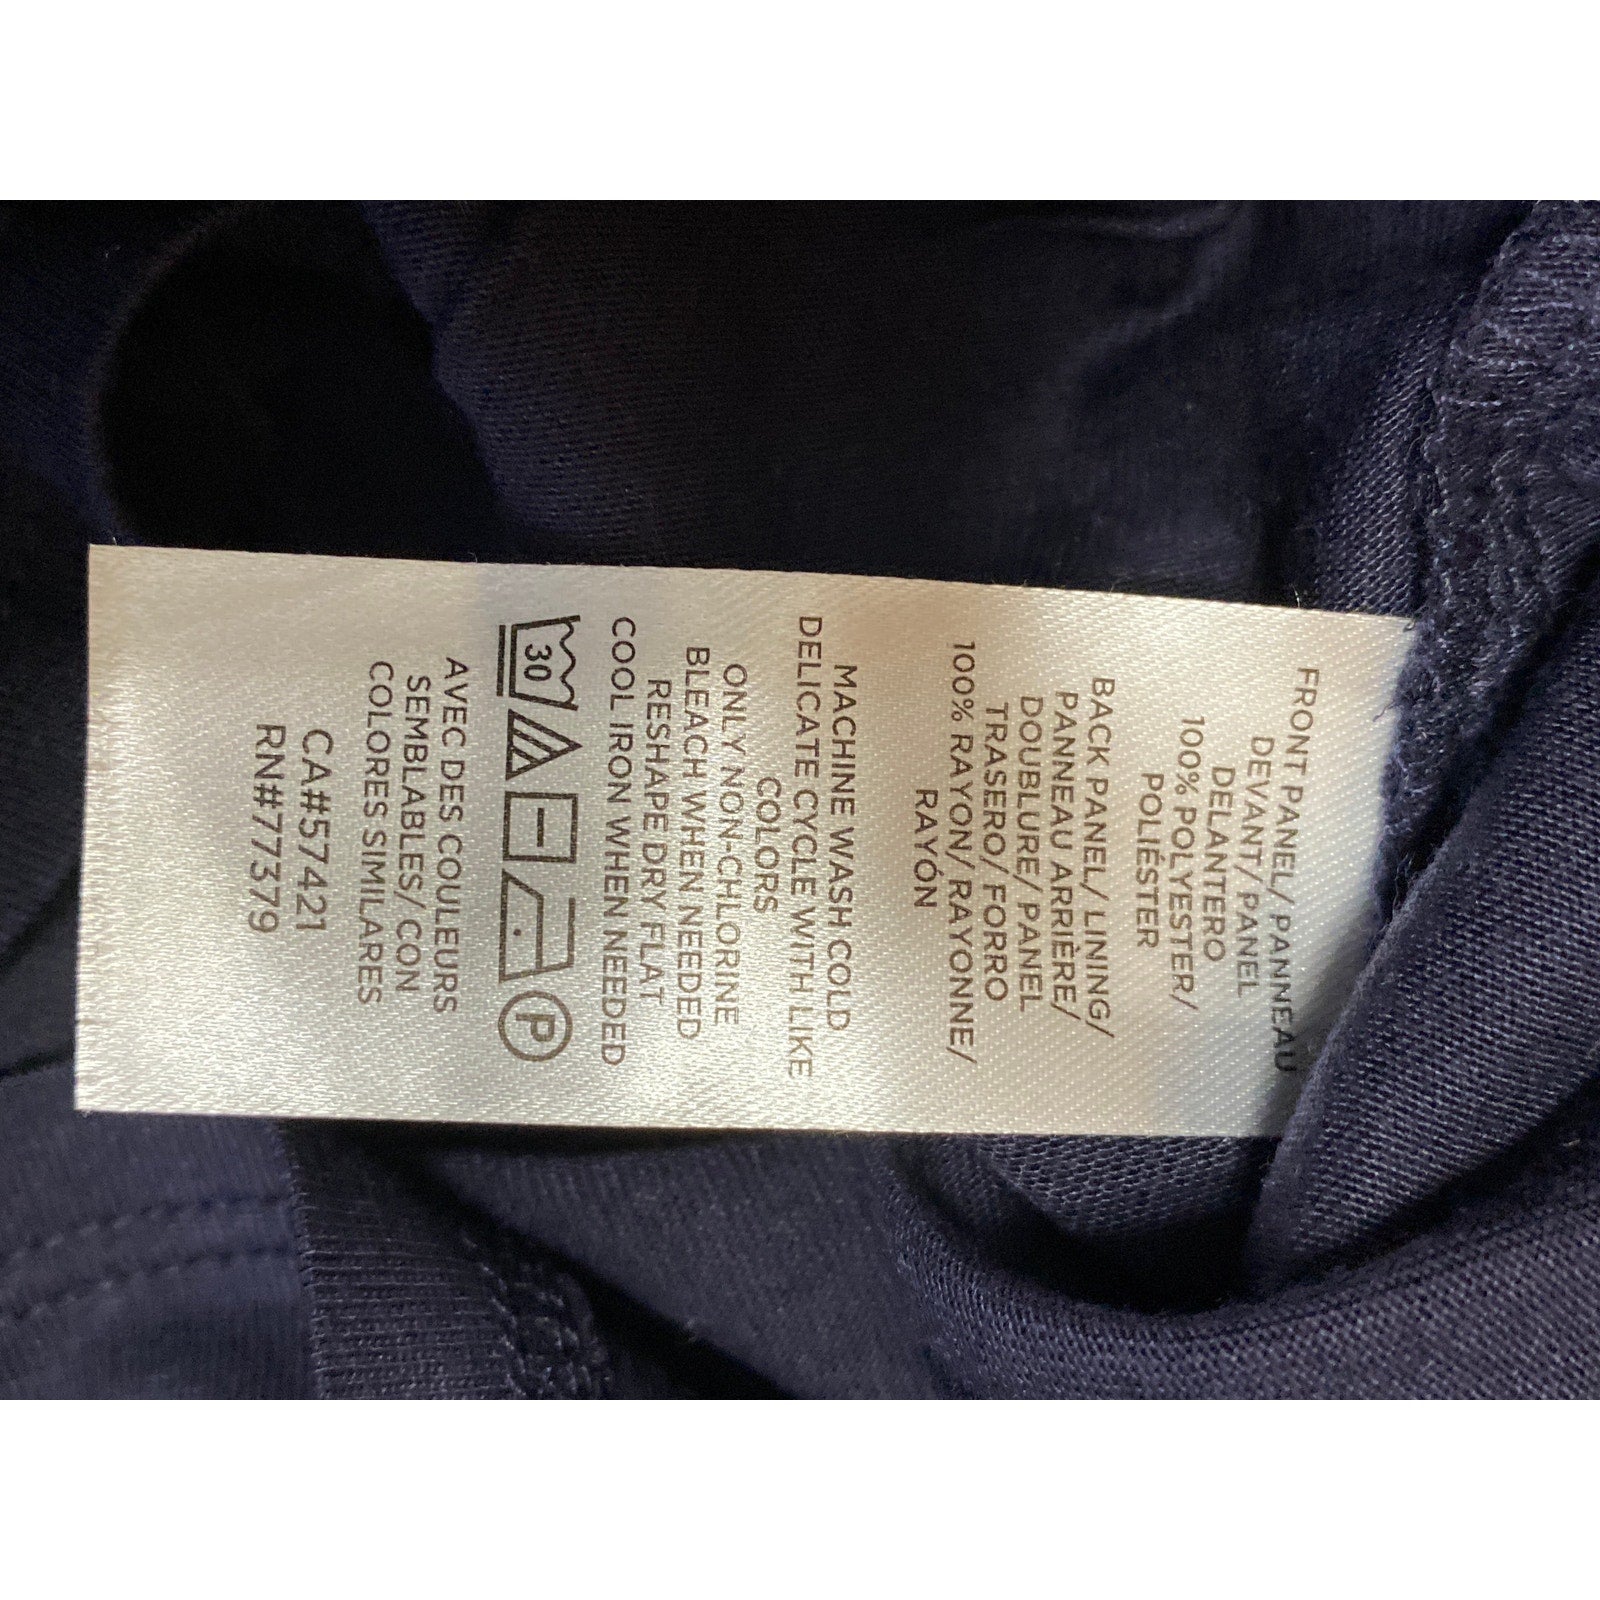 FRONT PANEL/ PANNEAU
DEVANT/ PANEL
DELANTERO
100% POLYESTER/
POLIÉSTER
BACK PANEL/ LINING/
PANNEAU ARRIÈRE/
DOUBLURE/ PANEL
TRASERO/ FORRO
100% RAYON/ RAYONNE/
RAYÓN
MACHINE WASH COLD
DELICATE CYCLE WITH LIKE
COLORS
ONLY NON-CHLORINE
BLEACH WHEN NEEDED
RESHAPE DRY FLAT
COOL IRON WHEN NEEDED
30 P
AVEC DES COULEURS
SEMBLABLES/ CON
COLORES SIMILARES
CA#57421
RN#77379